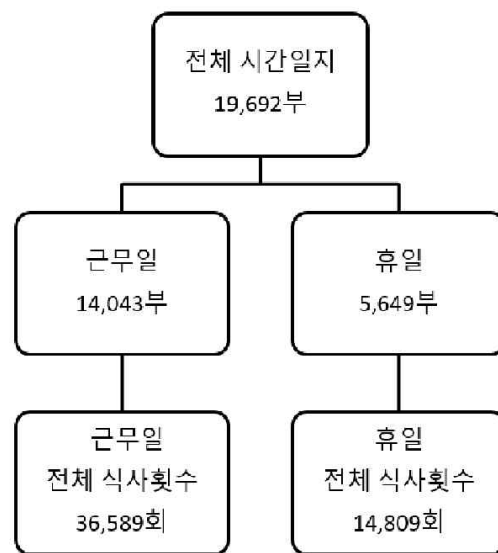 전체 시간일지
19,692부
근무일
14,043부
휴일
5,649부
근무일
전체 식사횟수
36,589회
휴일
전체 식사횟수
14,809회